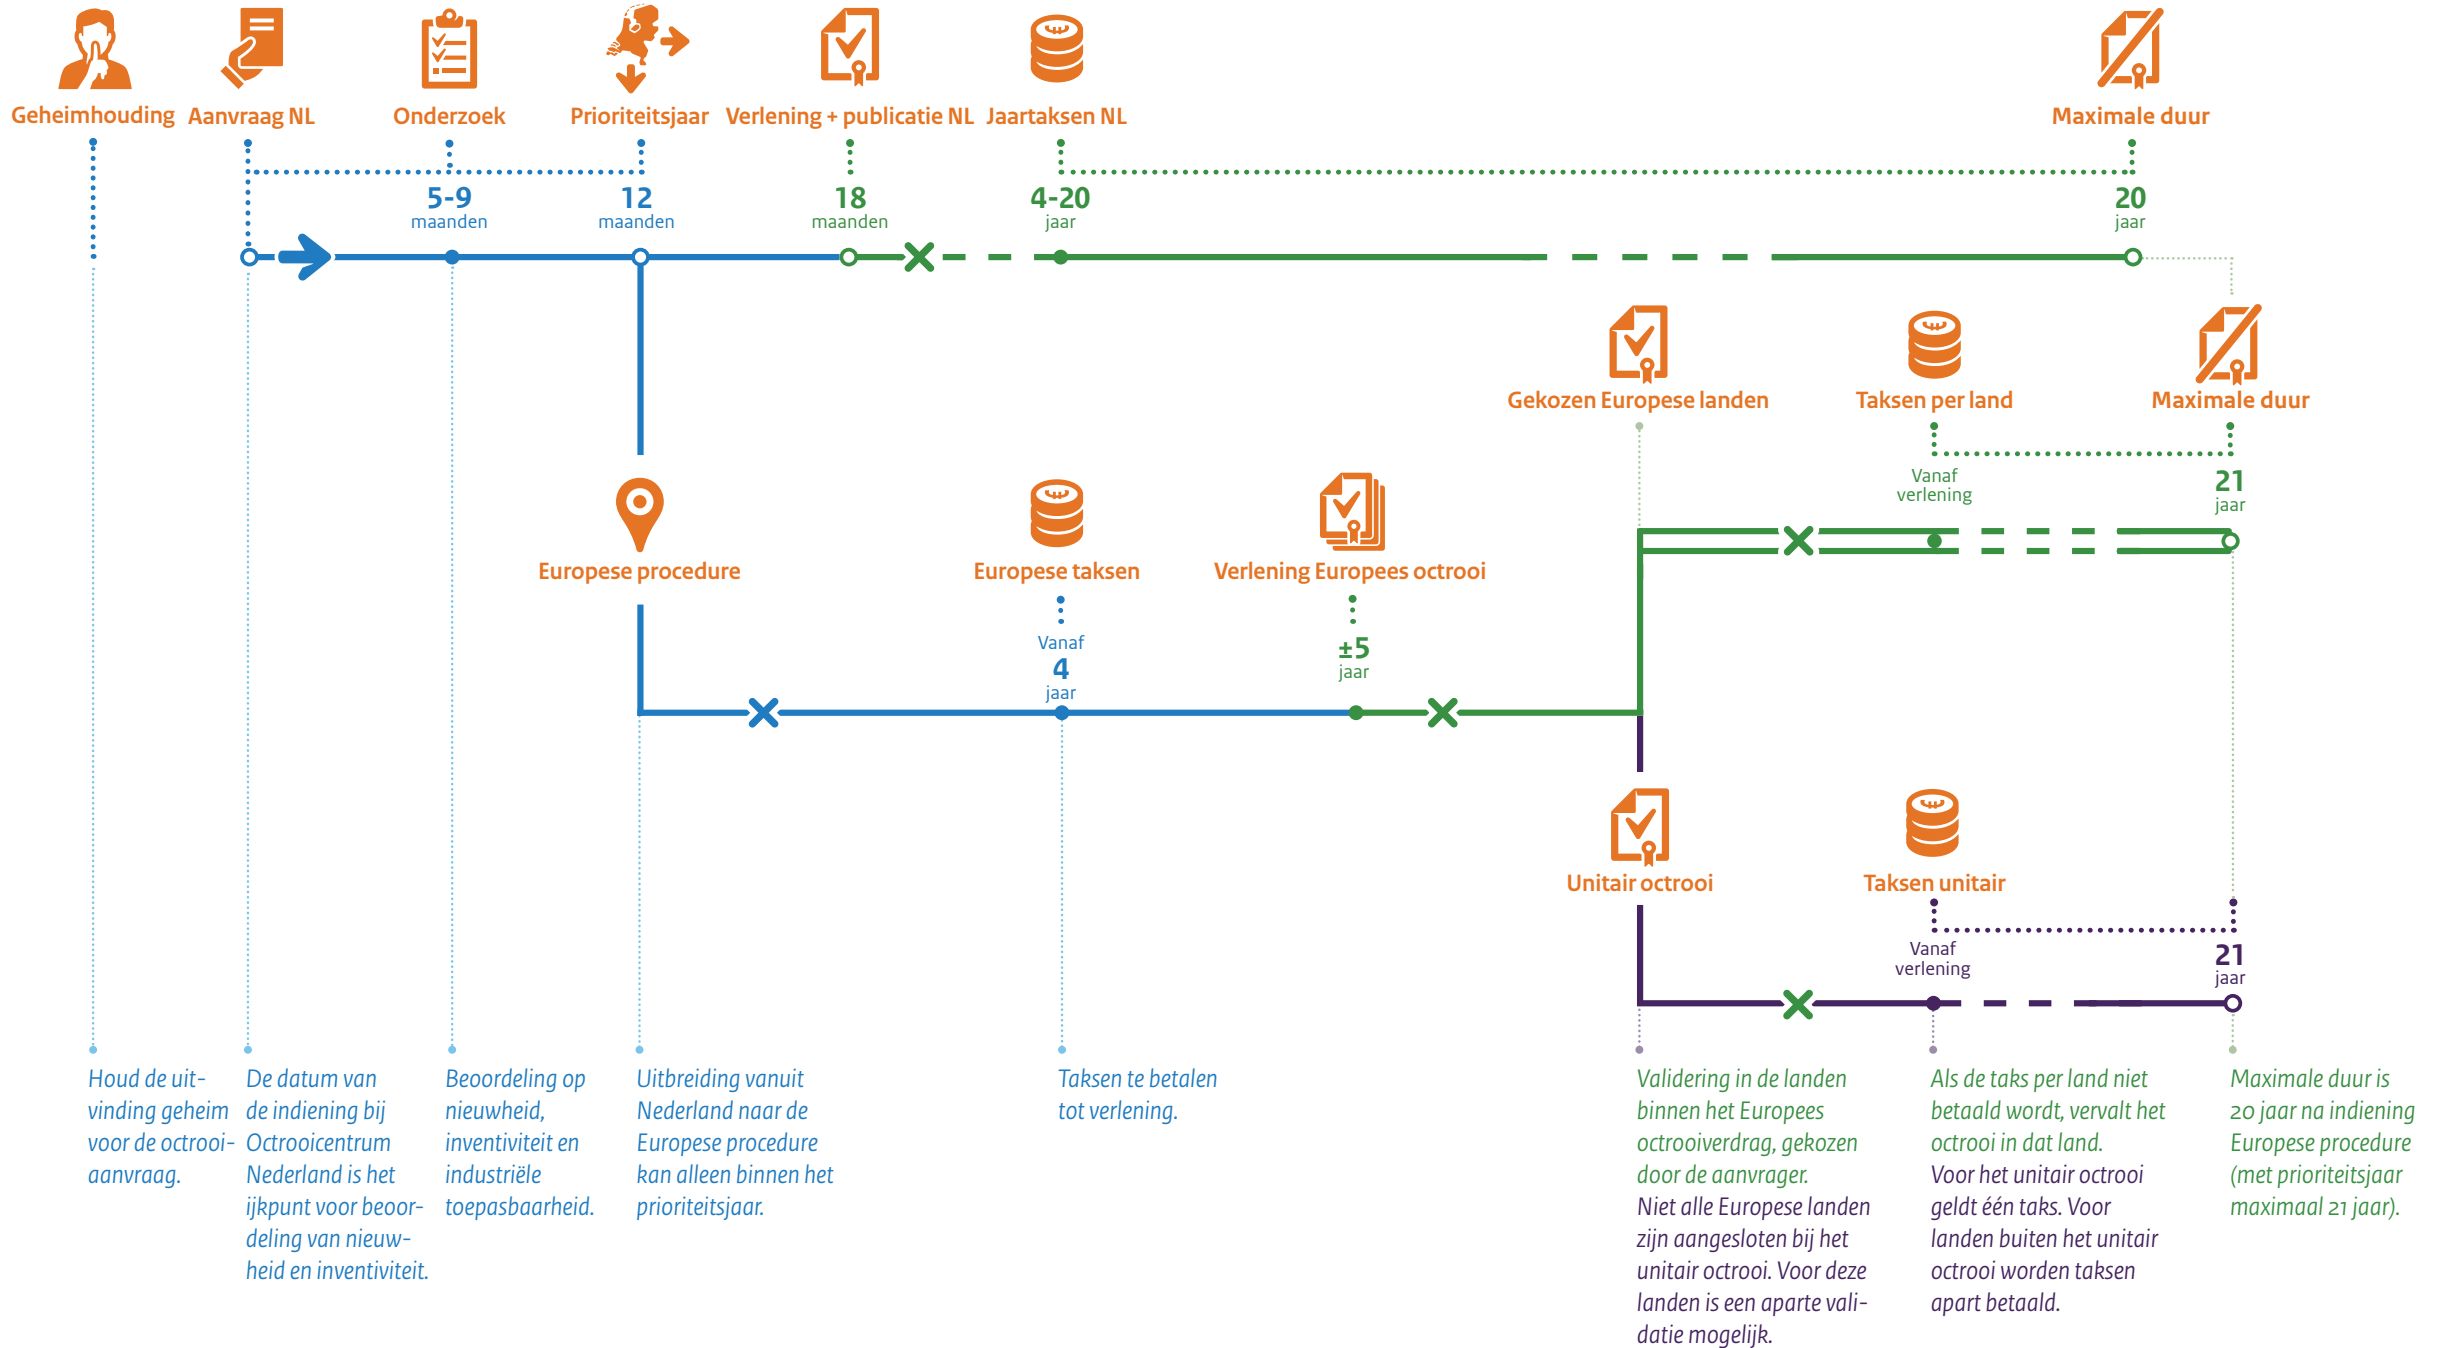 Geheimhouding
Aanvraag NL
Onderzoek
Prioriteitsjaar
Verlening + publicatie NL
Jaartaksen NL
Maximale duur
5-9
maanden
12
maanden
18
maanden
4-20
jaar
20
jaar
Gekozen Europese landen
Taksen per land
Maximale duur
Vanaf
verlening
21
jaar
Europese procedure
Europese taksen
Verlening Europees octrooi
Vanaf
4
jaar
±5
jaar
Unitair octrooi
Taksen unitair
Vanaf
verlening
21
jaar
Houd de uit-
vinding geheim
voor de octrooi-
aanvraag.
De datum van
de indiening bij
Octrooicentrum
Nederland is het
ijkpunt voor beoor-
deling van nieuw-
heid en inventiviteit.
Beoordeling op
nieuwheid,
inventiviteit en
industriële
toepasbaarheid.
Uitbreiding vanuit
Nederland naar de
Europese procedure
kan alleen binnen het
prioriteitsjaar.
Taksen te betalen
tot verlening.
Validering in de landen
binnen het Europees
octrooiverdrag, gekozen
door de aanvrager.
Niet alle Europese landen
zijn aangesloten bij het
unitair octrooi. Voor deze
landen is een aparte vali-
datie mogelijk.
Als de taks per land niet
betaald wordt, vervalt het
octrooi in dat land.
Voor het unitair octrooi
geldt één taks. Voor
landen buiten het unitair
octrooi worden taksen
apart betaald.
Maximale duur is
20 jaar na indiening
Europese procedure
(met prioriteitsjaar
maximaal 21 jaar).